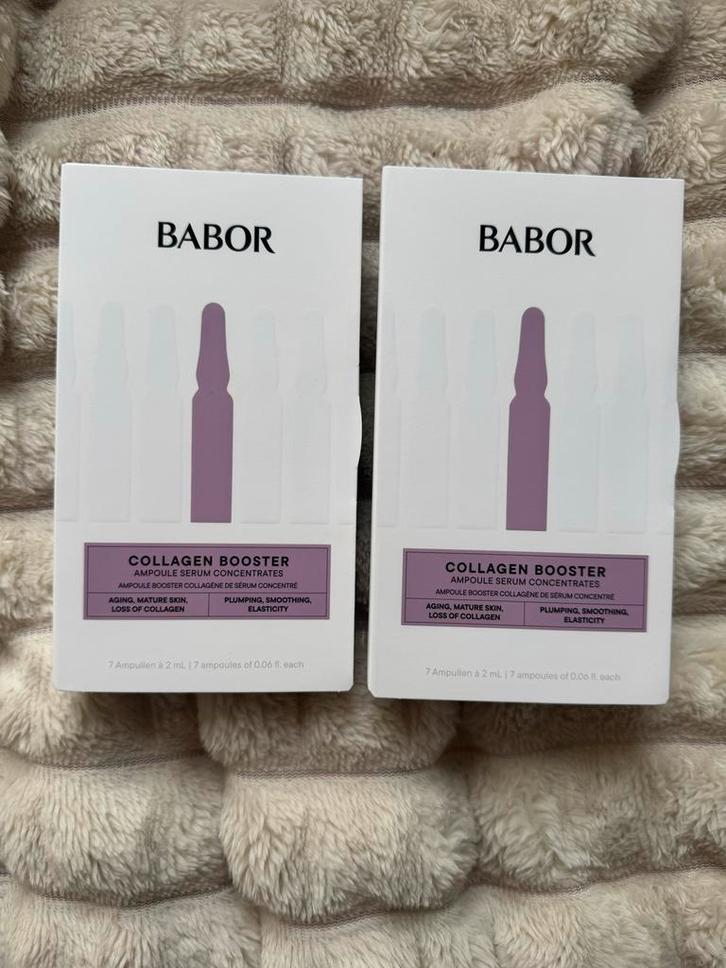 BABOR
COLLAGEN BOOSTER
AMPOULE SERUM CONCENTRATES
AMPOULE BOOSTER COLLAGÈNE DE SÉRUM CONCENTRÉ
AGING, MATURE SKIN,
LOSS OF COLLAGEN
PLUMPING, SMOOTHING,
ELASTICITY
7 Ampullen à 2 mL | 7 ampoules of 0.06 fl. each
BABOR
COLLAGEN BOOSTER
AMPOULE SERUM CONCENTRATES
AMPOULE BOOSTER COLLAGÈNE DE SÉRUM CONCENTRÉ
AGING, MATURE SKIN,
LOSS OF COLLAGEN
PLUMPING, SMOOTHING,
ELASTICITY
7 Ampullen à 2 mL | 7 ampoules of 0.06 fl. each